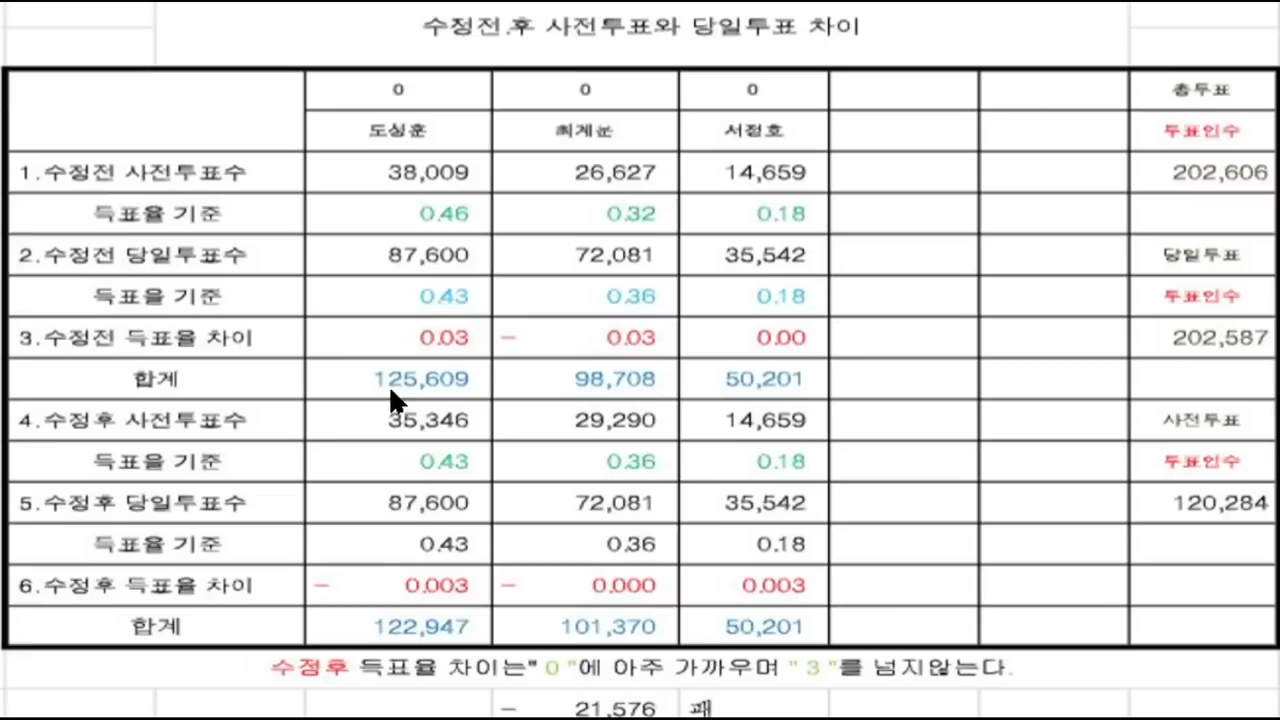 수정전.후 사전투표와 당일투표 차이
0 0 0 총투표
도성훈 최계운 서정호 투표인수
1.수정전 사전투표수 38,009 26,627 14,659 202,606
득표율 기준 0.46 0.32 0.18
2.수정전 당일투표수 87,600 72,081 35,542 당일투표
득표율 기준 0.43 0.36 0.18 투표인수
3.수정전 득표율 차이 0.03 - 0.03 0.00 202,587
합계 125,609 98,708 50,201
4.수정후 사전투표수 35,346 29,290 14,659 사전투표
득표율 기준 0.43 0.36 0.18 투표인수
5.수정후 당일투표수 87,600 72,081 35,542 120,284
득표율 기준 0.43 0.36 0.18
6.수정후 득표율 차이 - 0.003 - 0.000 0.003
합계 122,947 101,370 50,201
수정후 득표율 차이는" 0 "에 아주 가까우며 " 3 "를 넘지않는다.
- 21,576 패